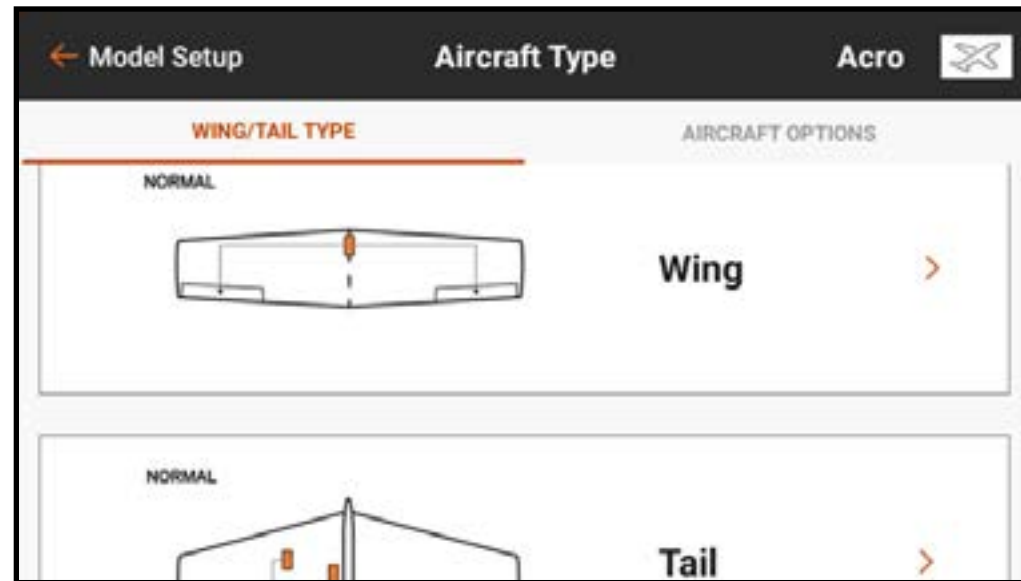 ← Model Setup Aircraft Type Acro
WING/TAIL TYPE AIRCRAFT OPTIONS
NORMAL
Wing >
NORMAL
Tail >